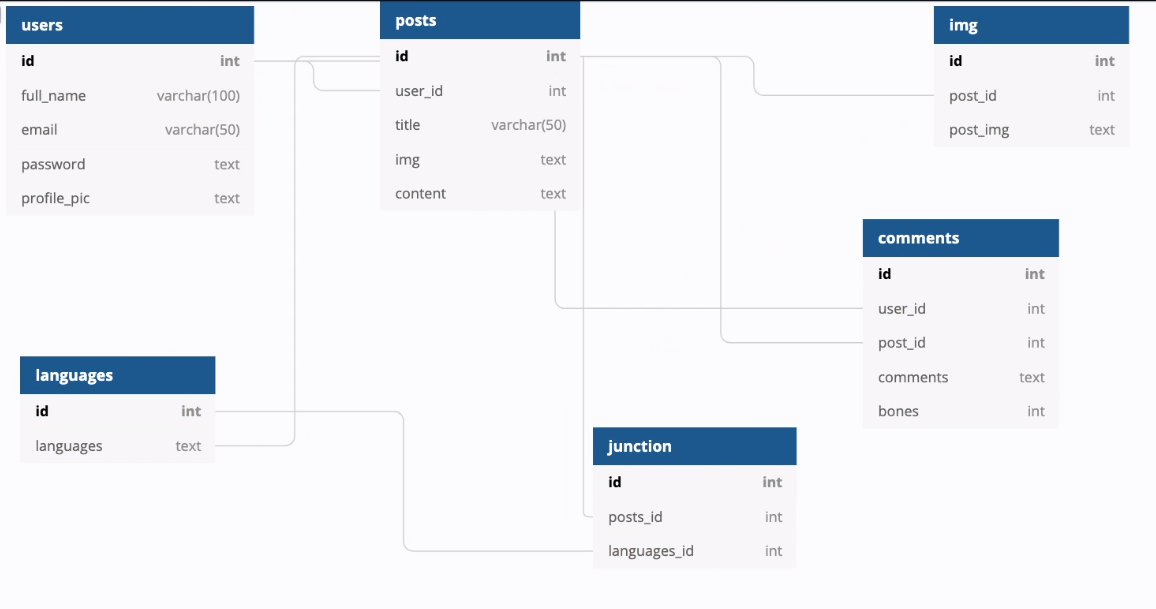 users
id int
full_name varchar(100)
email varchar(50)
password text
profile_pic text
posts
id int
user_id int
title varchar(50)
img text
content text
img
id int
post_id int
post_img text
comments
id int
user_id int
post_id int
comments text
bones int
languages
id int
languages text
junction
id int
posts_id int
languages_id int